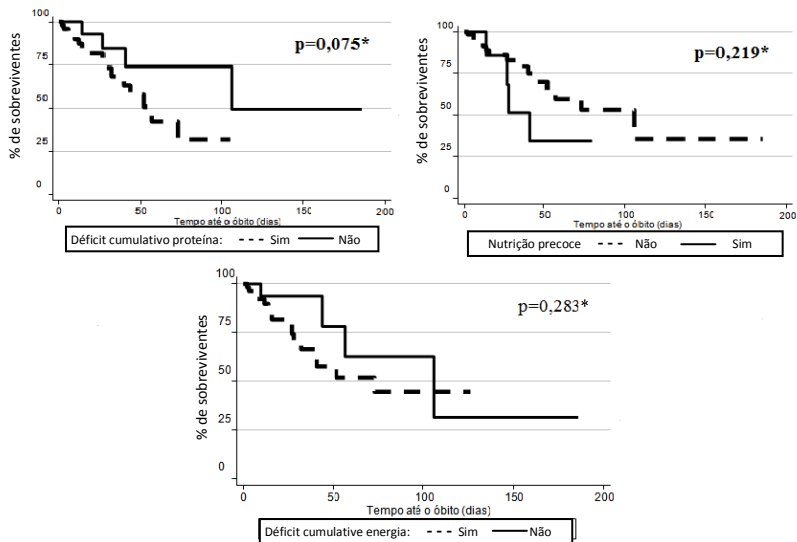 100
75
50
25
0
% de sobreviventes
p=0,075*
0 50 100 150 200
Tempo até o óbito (dias)
Déficit cumulativo proteína: Sim Não
100
75
50
25
0
% de sobreviventes
p=0,219*
0 50 100 150 200
Tempo até o óbito (dias)
Nutrição precoce Não Sim
100
75
50
25
0
% de sobreviventes
p=0,283*
0 50 100 150 200
Tempo até o óbito (dias)
Déficit cumulative energia: Sim Não